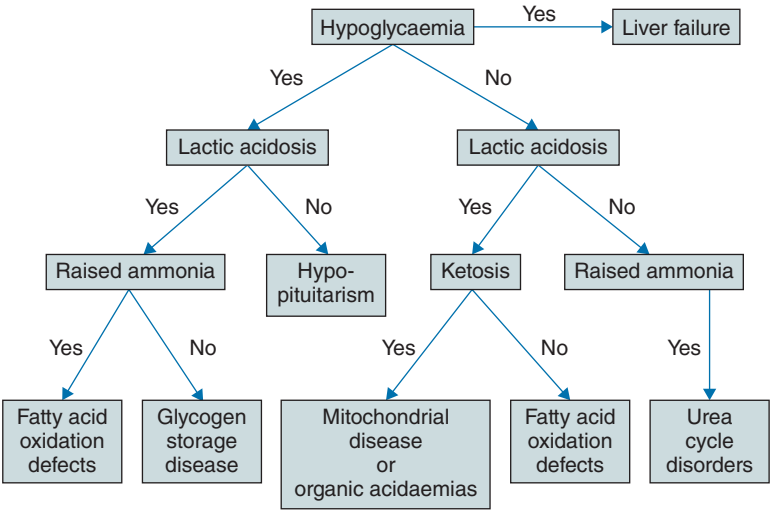 Hypoglycaemia
Yes
Liver failure
Yes
No
Lactic acidosis
Lactic acidosis
Yes
No
Yes
No
Raised ammonia
Hypo-
pituitarism
Ketosis
Raised ammonia
Yes
No
Yes
No
Yes
Fatty acid
oxidation
defects
Glycogen
storage
disease
Mitochondrial
disease
or
organic acidaemias
Fatty acid
oxidation
defects
Urea
cycle
disorders